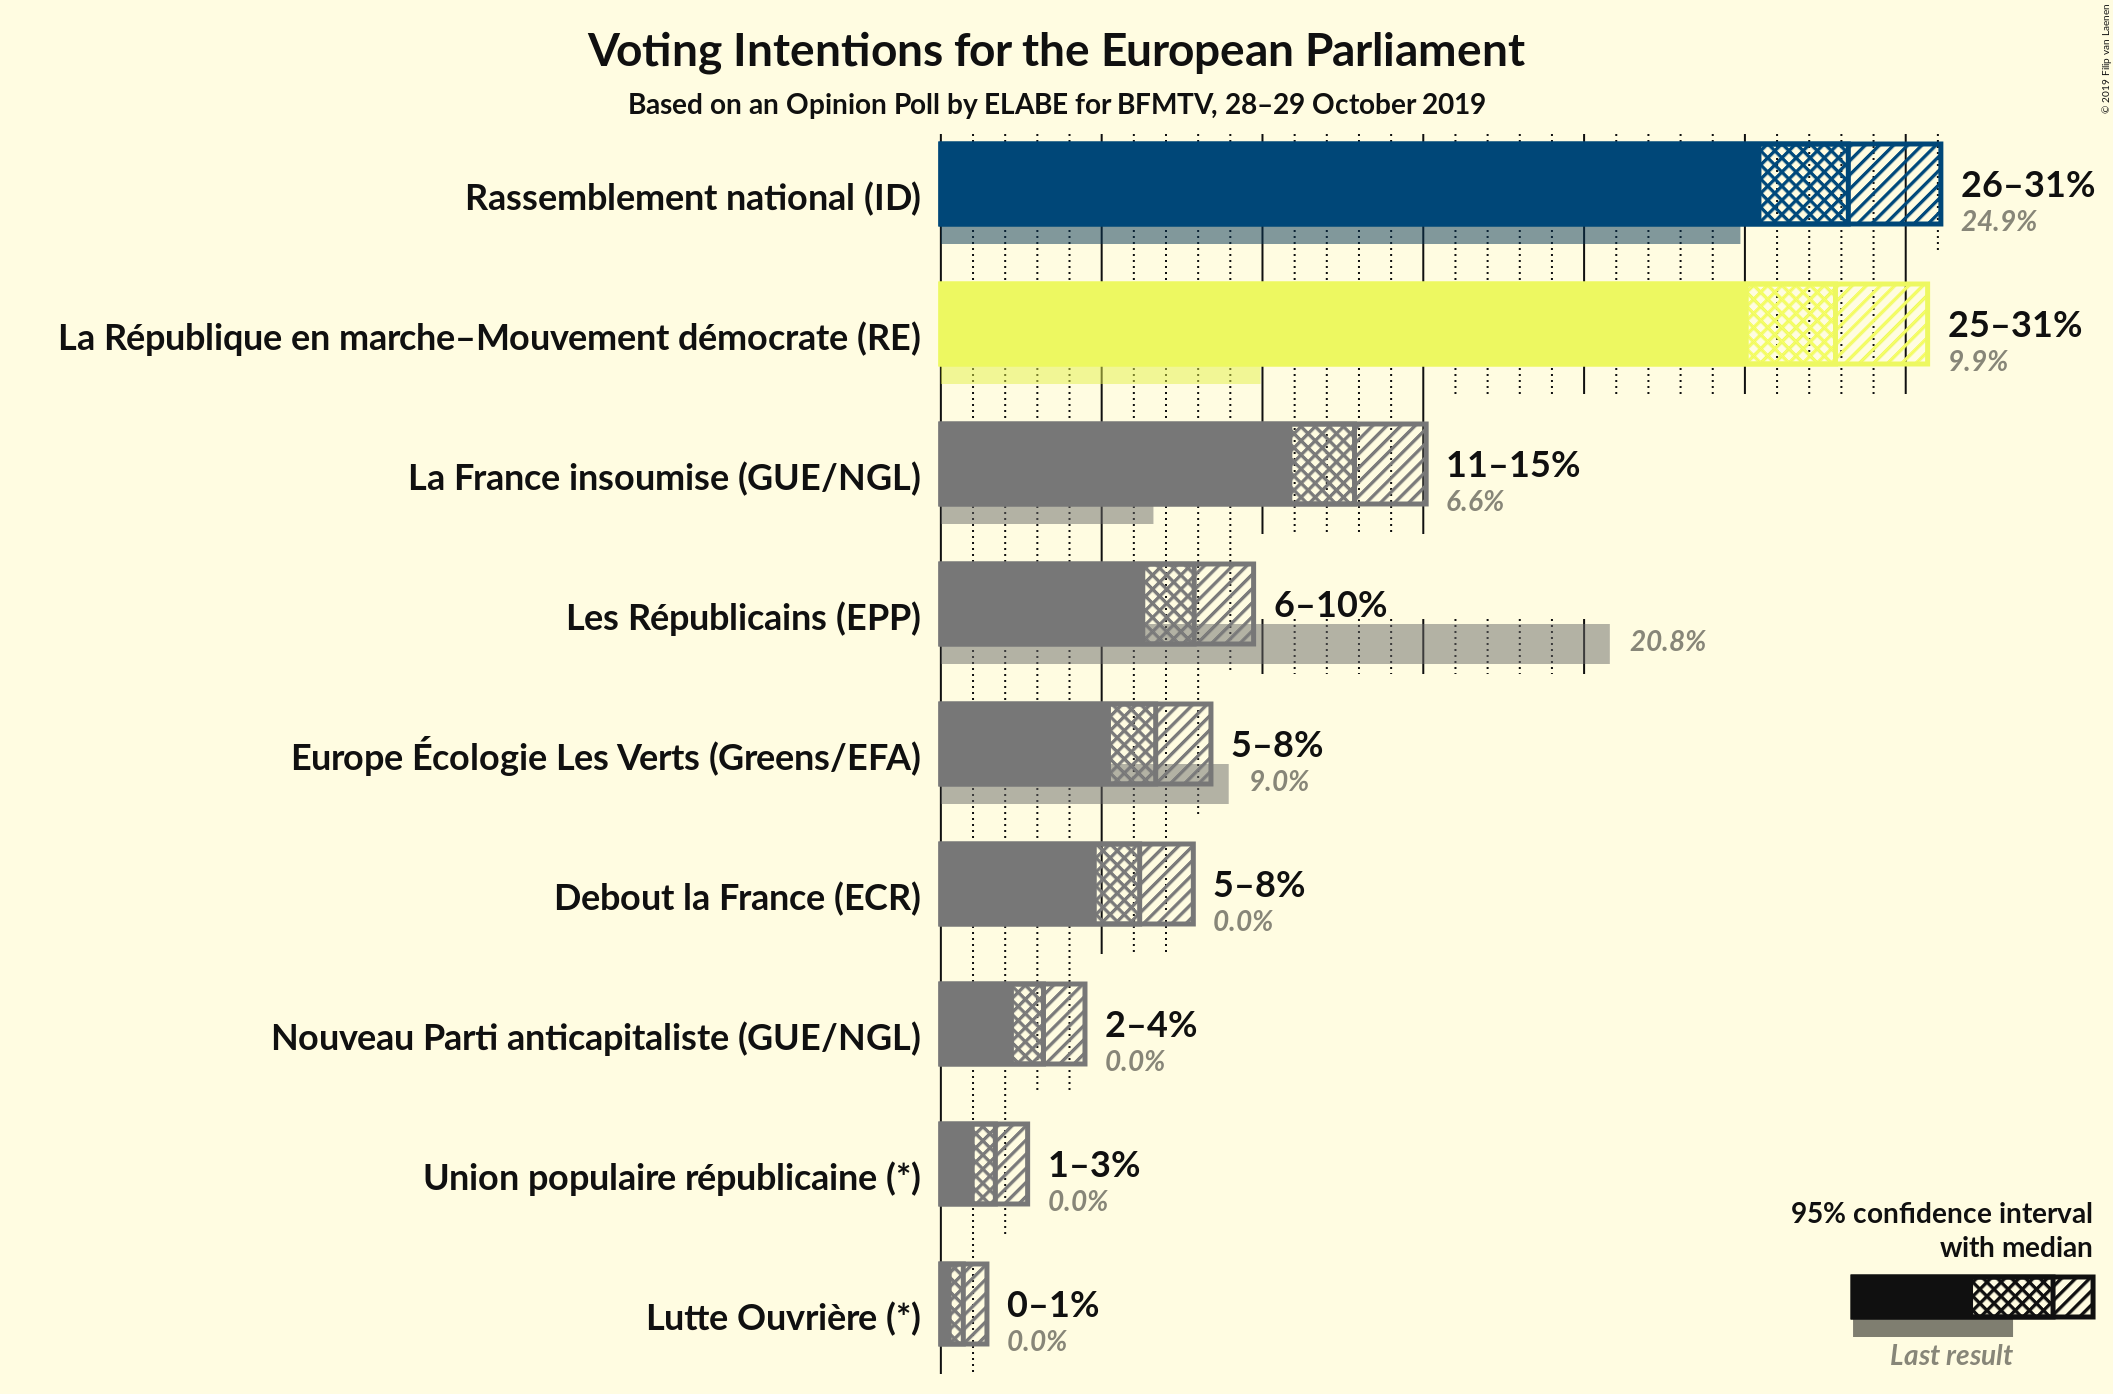 Voting Intentions for the European Parliament
Based on an Opinion Poll by ELABE for BFMTV, 28–29 October 2019
© 2019 Filip van Laenen
Rassemblement national (ID)
26–31%
24.9%
La République en marche–Mouvement démocrate (RE)
25–31%
9.9%
La France insoumise (GUE/NGL)
11–15%
6.6%
Les Républicains (EPP)
6–10%
20.8%
Europe Écologie Les Verts (Greens/EFA)
5–8%
9.0%
Debout la France (ECR)
5–8%
0.0%
Nouveau Parti anticapitaliste (GUE/NGL)
2–4%
0.0%
Union populaire républicaine (*)
1–3%
0.0%
Lutte Ouvrière (*)
0–1%
0.0%
95% confidence interval
with median
Last result